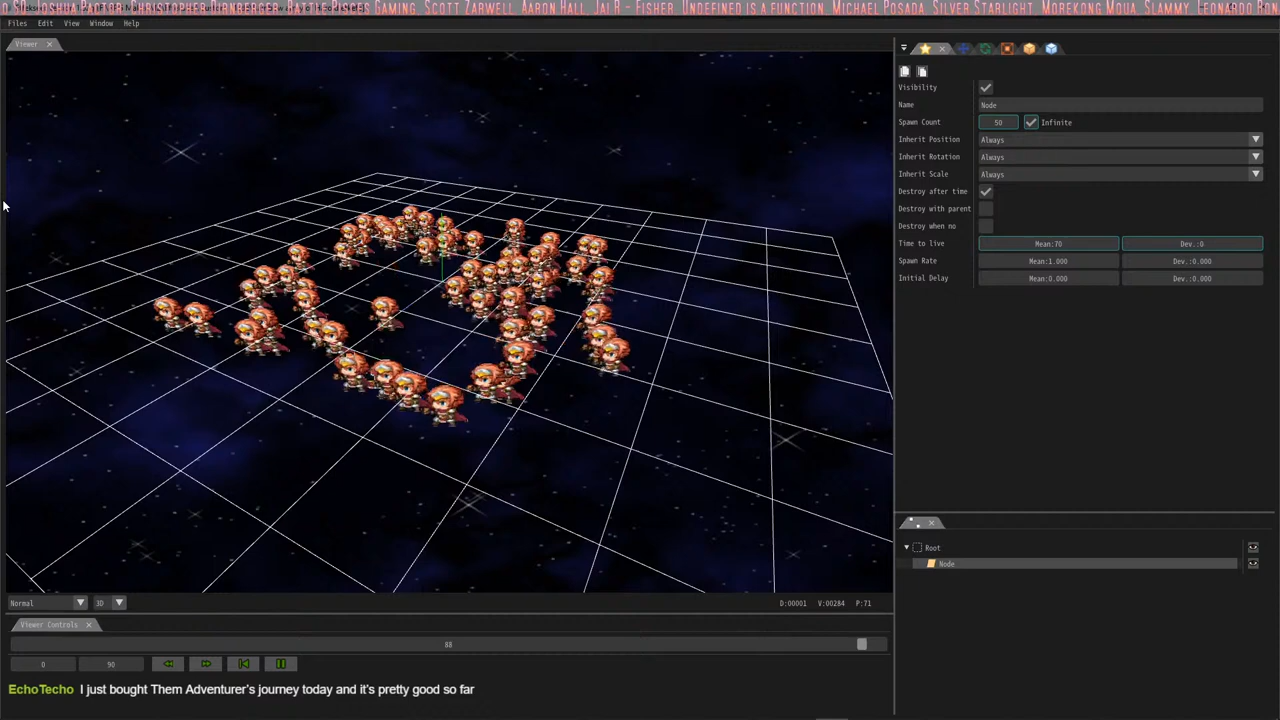 JOSHUA
GAMING SCOTT ZARWELL AARON HALL, JAI B - FISHER, UNDEFINED IS A FUNCTION, MICHAEL POSADA, SILVER STARLIGHT, MOREKONG MOUA, SLAMMY, LEONARDO
Files Edit View Window Help
Viewer
Visibility
Name Node
Spawn Count 50 Infinite
Inherit Position Always
Inherit Rotation Always
Inherit Scale Always
Destroy after time
Destroy with parent
Destroy when no
Time to live Mean:70 Dev.:0
Spawn Rate Mean:1.000 Dev.:0.000
Initial Delay Mean:0.000 Dev.:0.000
Root
Node
Normal 3D D:00001 V:00284 P:71
Viewer Controls
88
0 90
EchoTecho I just bought Them Adventurer's journey today and it's pretty good so far